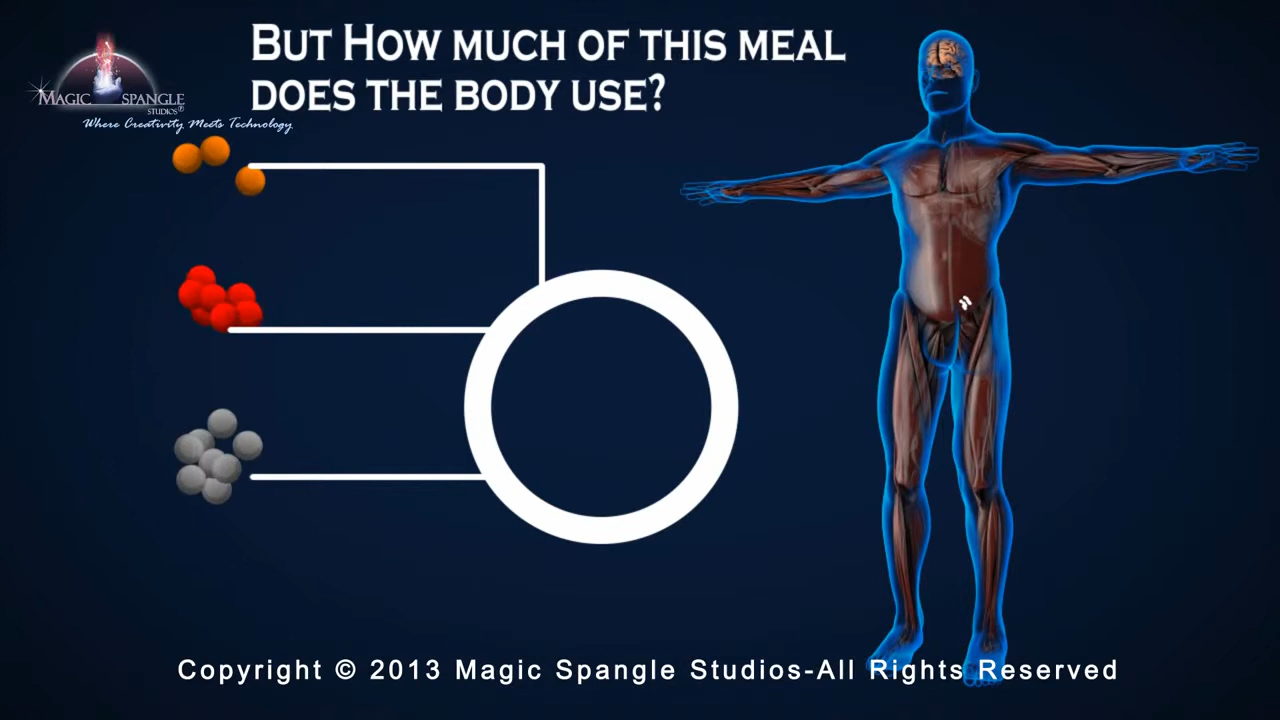 BUT HOW MUCH OF THIS MEAL
DOES THE BODY USE?
MAGIC SPANGLE
STUDIOS®
Where Creativity Meets Technology
Copyright © 2013 Magic Spangle Studios-All Rights Reserved